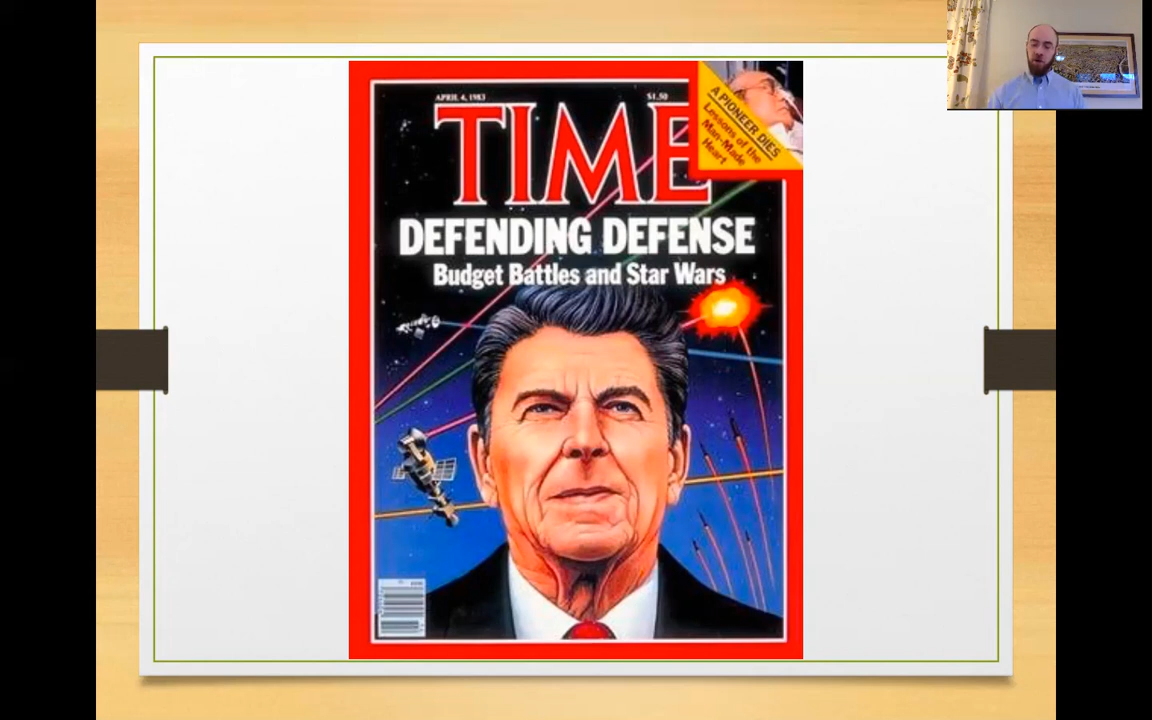 APRIL 4, 1983
$1.50
TIME
A PIONEER DIES
Lessons of the
Man-Made
Heart
DEFENDING DEFENSE
Budget Battles and Star Wars